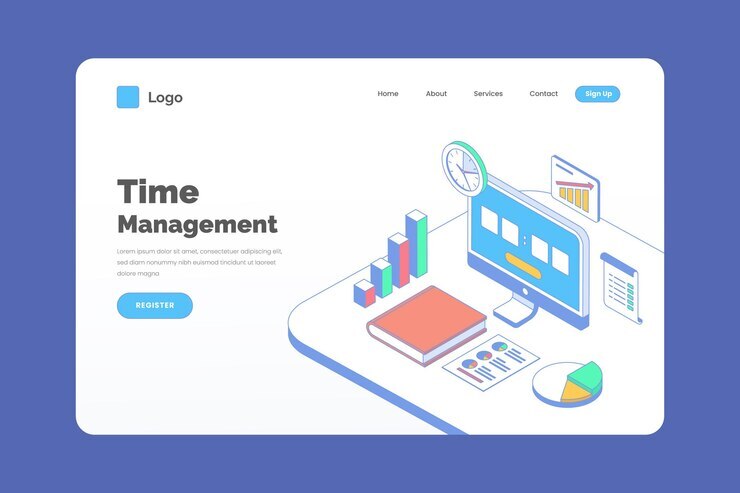 Logo
Home About Services Contact Sign Up
Time
Management
Lorem ipsum dolor sit amet, consectetuer adipiscing elit,
sed diam nonummy nibh euismod tincidunt ut laoreet
dolore magna
REGISTER